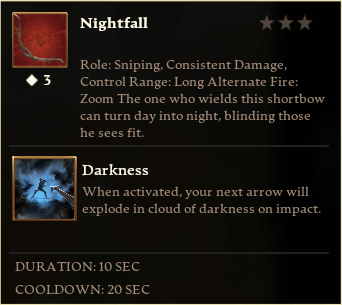 Nightfall
3
Role: Sniping, Consistent Damage,
Control Range: Long Alternate Fire:
Zoom The one who wields this shortbow
can turn day into night, blinding those
he sees fit.
Darkness
When activated, your next arrow will
explode in cloud of darkness on impact.
DURATION: 10 SEC
COOLDOWN: 20 SEC